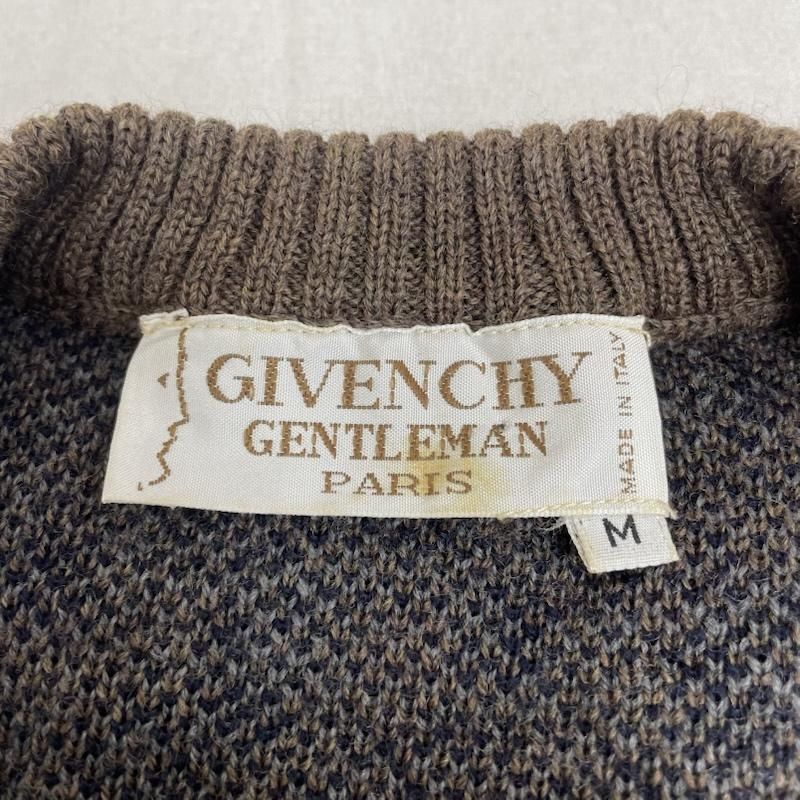 GIVENCHY
GENTLEMAN
PARIS
MADE IN ITALY
M